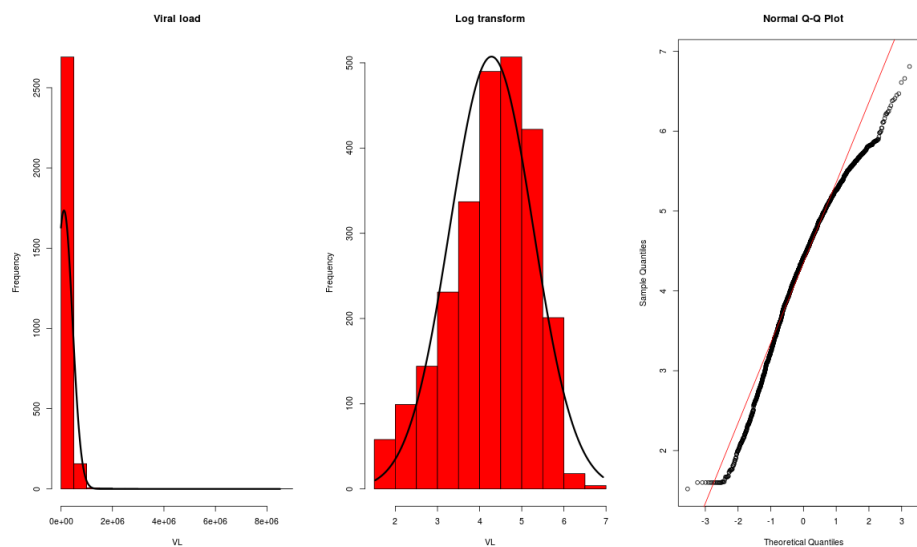 Viral load
Frequency
0
500
1000
1500
2000
2500
0e+00
2e+06
4e+06
6e+06
8e+06
VL
Log transform
Frequency
0
100
200
300
400
500
2
3
4
5
6
7
VL
Normal Q-Q Plot
Sample Quantiles
2
3
4
5
6
7
-3
-2
-1
0
1
2
3
Theoretical Quantiles